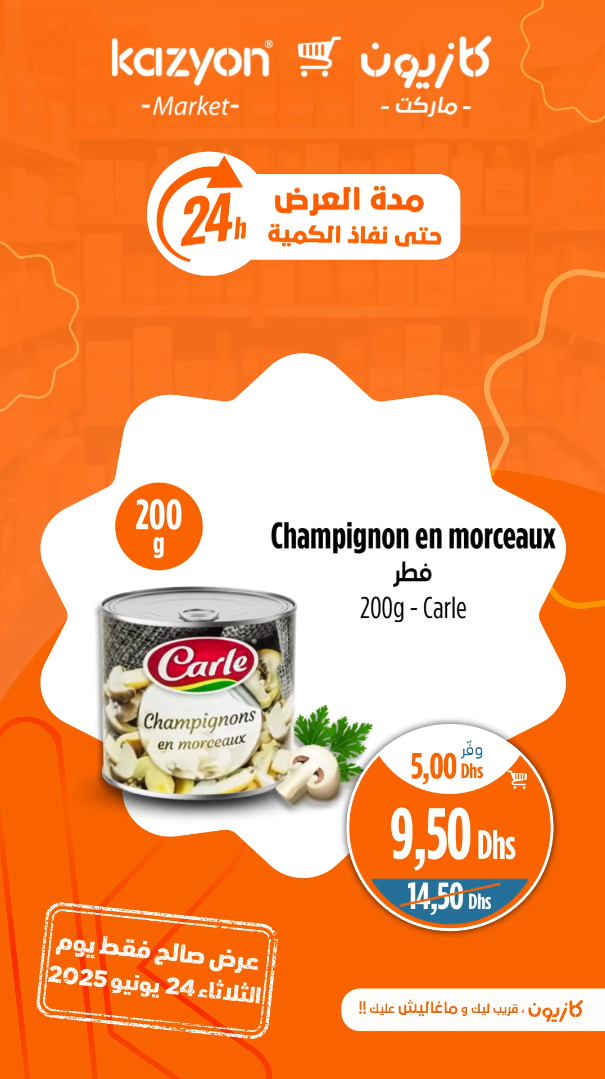 kazyon®
-Market-
كازيون
- ماركت -
24h
مدة العرض
حتى نفاذ الكمية
200
g
Champignon en morceaux
فطر
200g - Carle
Carle
Champignons
en morceaux
وفّر
5,00 Dhs
9,50 Dhs
14,50 Dhs
عرض صالح فقط يوم
الثلاثاء 24 يونيو 2025
كازيون ، قريب ليك و ماغاليش عليك !!